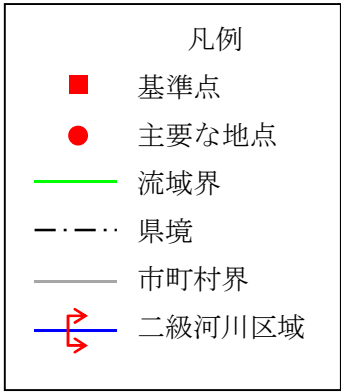 凡例
基準点
主要な地点
流域界
県境
市町村界
二級河川区域